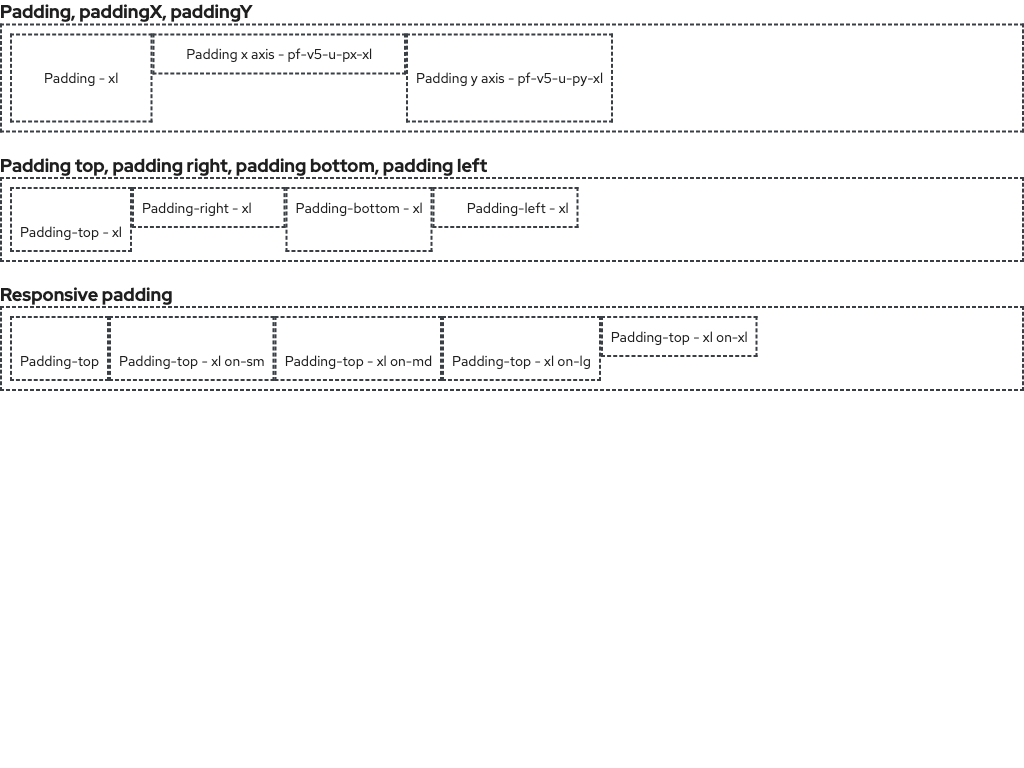 Padding, paddingX, paddingY
Padding - xl
Padding x axis - pf-v5-u-px-xl
Padding y axis - pf-v5-u-py-xl
Padding top, padding right, padding bottom, padding left
Padding-top - xl
Padding-right - xl
Padding-bottom - xl
Padding-left - xl
Responsive padding
Padding-top
Padding-top - xl on-sm
Padding-top - xl on-md
Padding-top - xl on-lg
Padding-top - xl on-xl